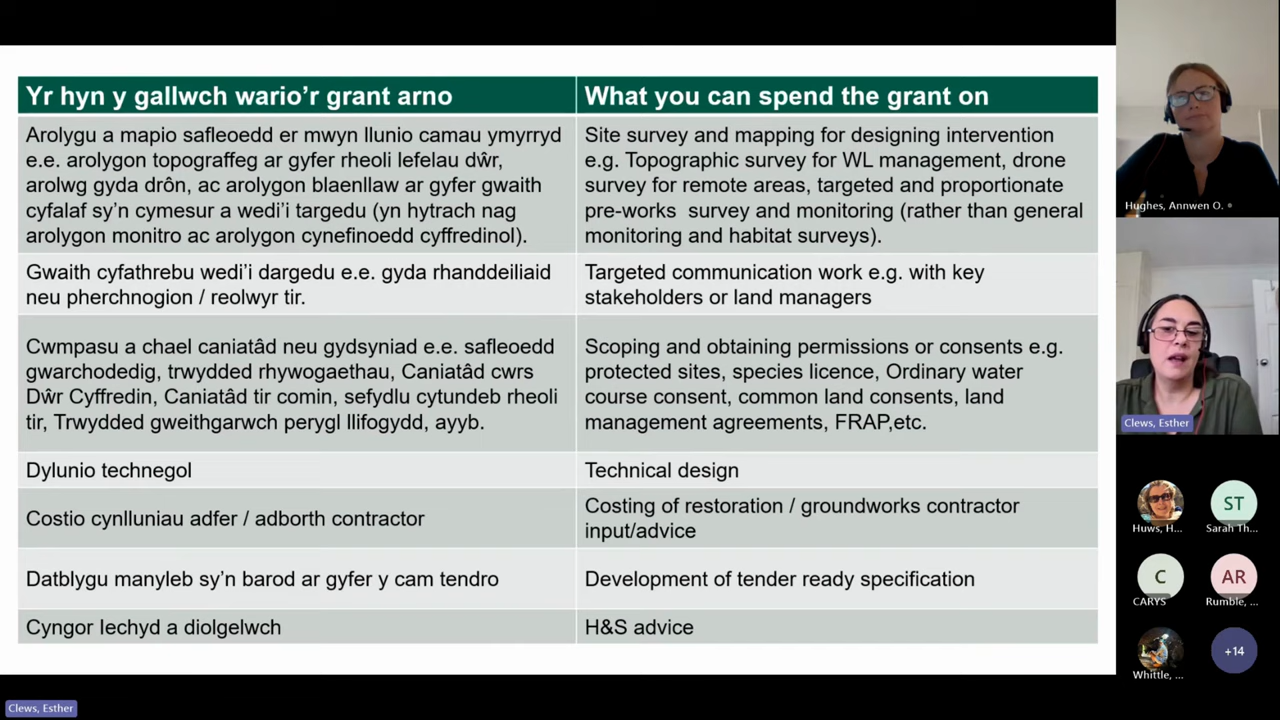 Yr hyn y gallwch wario’r grant arno
What you can spend the grant on
Arolygu a mapio safleoedd er mwyn llunio camau ymyrryd
e.e. arolygon topograffeg ar gyfer rheoli lefelau dŵr,
arolwg gyda drôn, ac arolygon blaenllaw ar gyfer gwaith
cyfalaf sy’n cymesur a wedi’i targedu (yn hytrach nag
arolygon monitro ac arolygon cynefinoedd cyffredinol).
Site survey and mapping for designing intervention
e.g. Topographic survey for WL management, drone
survey for remote areas, targeted and proportionate
pre-works survey and monitoring (rather than general
monitoring and habitat surveys).
Gwaith cyfathrebu wedi’i dargedu e.e. gyda rhanddeiliaid
neu pherchnogion / reolwyr tir.
Targeted communication work e.g. with key
stakeholders or land managers
Cwmpasu a chael caniatâd neu gydsyniad e.e. safleoedd
gwarchodedig, trwydded rhywogaethau, Caniatâd cwrs
Dŵr Cyffredin, Caniatâd tir comin, sefydlu cytundeb rheoli
tir, Trwydded gweithgarwch perygl llifogydd, ayyb.
Scoping and obtaining permissions or consents e.g.
protected sites, species licence, Ordinary water
course consent, common land consents, land
management agreements, FRAP,etc.
Dylunio technegol
Technical design
Costio cynlluniau adfer / adborth contractor
Costing of restoration / groundworks contractor
input/advice
Datblygu manyleb sy’n barod ar gyfer y cam tendro
Development of tender ready specification
Cyngor Iechyd a diolgelwch
H&S advice
Hughes, Annwen O.
Clews, Esther
Huws, H...
ST
Sarah Th...
C
CARYS
AR
Rumble, ...
Whittle, ...
+14
Clews, Esther